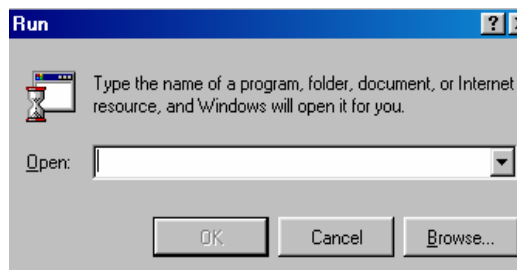 Run ?
Type the name of a program, folder, document, or Internet
resource, and Windows will open it for you.
Open:
OK Cancel Browse...